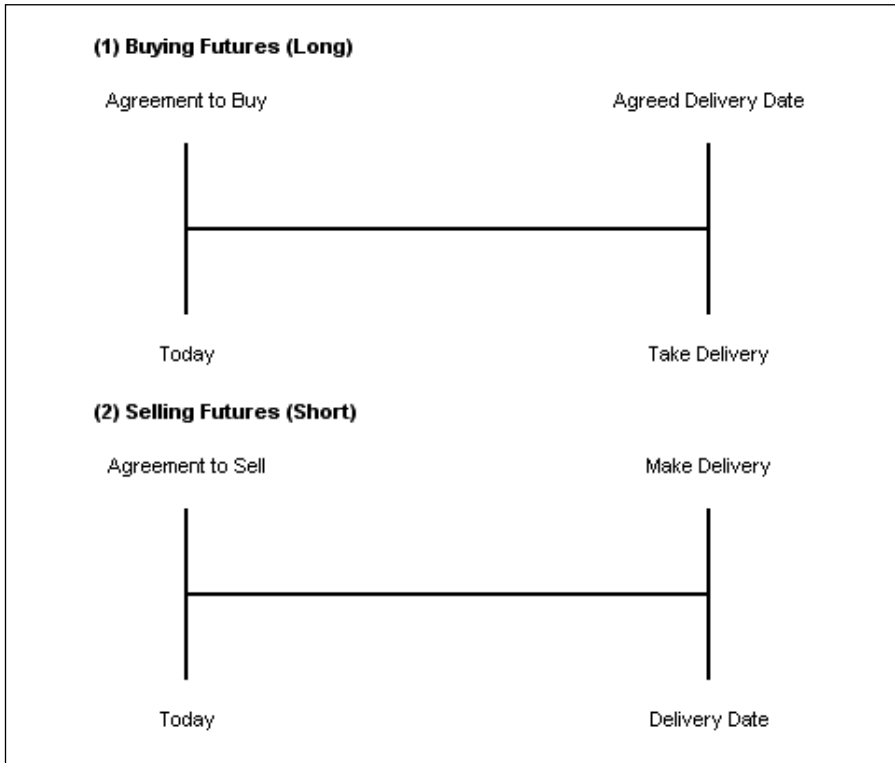 (1) Buying Futures (Long)
Agreement to Buy Agreed Delivery Date
Today Take Delivery
(2) Selling Futures (Short)
Agreement to Sell Make Delivery
Today Delivery Date